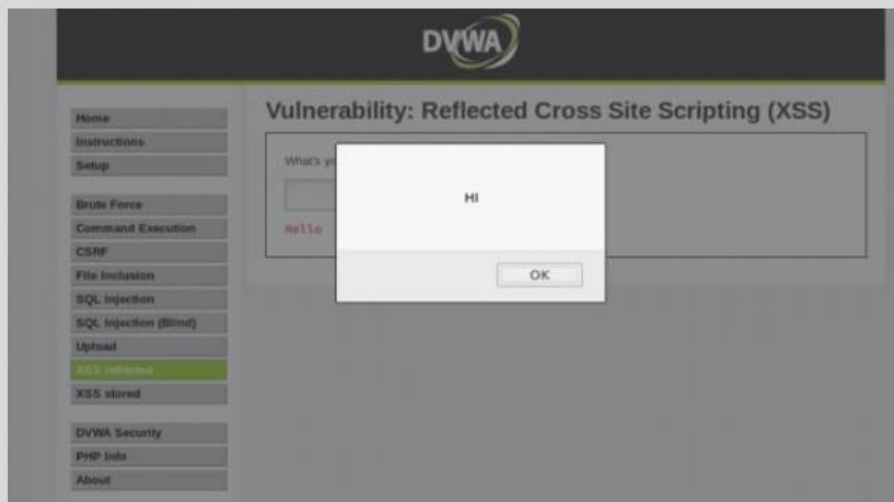 DVWA
Vulnerability: Reflected Cross Site Scripting (XSS)
Home
Instructions
Setup
Brute Force
Command Execution
CSRF
File Inclusion
SQL Injection
SQL Injection (Blind)
Upload
XSS reflected
XSS stored
DVWA Security
PHP Info
About
What's yo
Hello
HI
OK